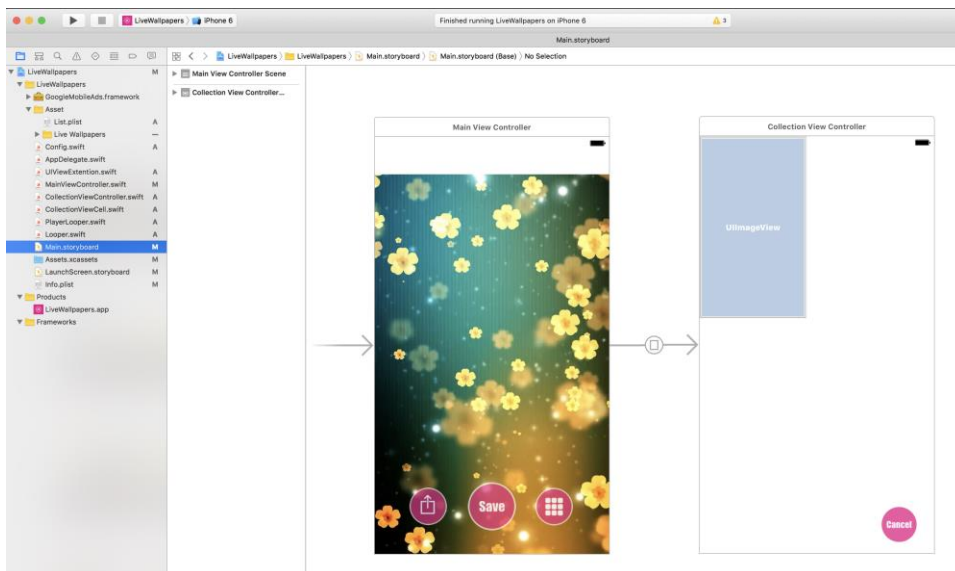 LiveWallpapers 〉 iPhone 6
Finished running LiveWallpapers on iPhone 6
3
Main.storyboard
LiveWallpapers 〉 LiveWallpapers 〉 Main.storyboard 〉 Main.storyboard (Base) 〉 No Selection
LiveWallpapers M
LiveWallpapers
GoogleMobileAds.framework
Asset
List.plist A
Live Wallpapers —
Config.swift A
AppDelegate.swift
UIViewExtention.swift A
MainViewController.swift M
CollectionViewController.swift A
CollectionViewCell.swift A
PlayerLooper.swift A
Looper.swift A
Main.storyboard M
Assets.xcassets M
LaunchScreen.storyboard M
Info.plist M
Products
LiveWallpapers.app
Frameworks
Main View Controller Scene
Collection View Controller...
Main View Controller
Save
Collection View Controller
UIImageView
Cancel